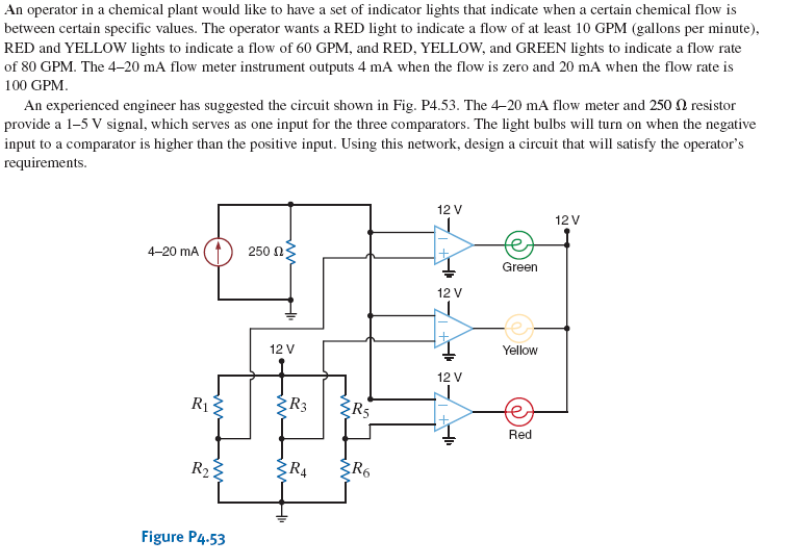 An operator in a chemical plant would like to have a set of indicator lights that indicate when a certain chemical flow is
between certain specific values. The operator wants a RED light to indicate a flow of at least 10 GPM (gallons per minute),
RED and YELLOW lights to indicate a flow of 60 GPM, and RED, YELLOW, and GREEN lights to indicate a flow rate
of 80 GPM. The 4–20 mA flow meter instrument outputs 4 mA when the flow is zero and 20 mA when the flow rate is
100 GPM.
An experienced engineer has suggested the circuit shown in Fig. P4.53. The 4–20 mA flow meter and 250 Ω resistor
provide a 1–5 V signal, which serves as one input for the three comparators. The light bulbs will turn on when the negative
input to a comparator is higher than the positive input. Using this network, design a circuit that will satisfy the operator's
requirements.
12 V
12 V
4–20 mA
250 Ω
Green
12 V
12 V
Yellow
12 V
R1
R3
R5
Red
R2
R4
R6
Figure P4.53